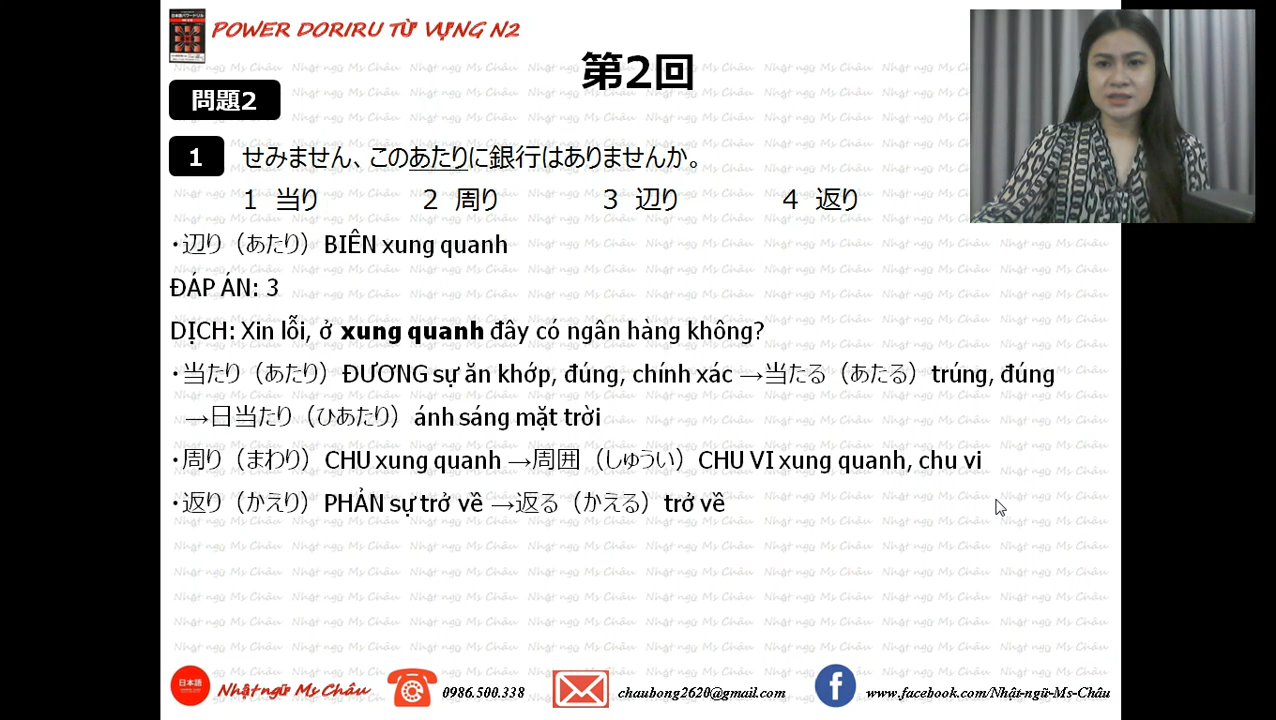 POWER DORIRU TỪ VỰNG N2
第2回
問題2
1 せみません、このあたりに銀行はありませんか。
1 当り 2 周り 3 辺り 4 返り
・辺り（あたり）BIÊN xung quanh
ĐÁP ÁN: 3
DỊCH: Xin lỗi, ở xung quanh đây có ngân hàng không?
・当たり（あたり）ĐƯƠNG sự ăn khớp, đúng, chính xác →当たる（あたる）trúng, đúng
→日当たり（ひあたり）ánh sáng mặt trời
・周り（まわり）CHU xung quanh →周囲（しゅうい）CHU VI xung quanh, chu vi
・返り（かえり）PHẢN sự trở về →返る（かえる）trở về
日本語 Nhật ngữ Ms Châu 0986.500.338 chaubong2620@gmail.com www.facebook.com/Nhật-ngữ-Ms-Châu